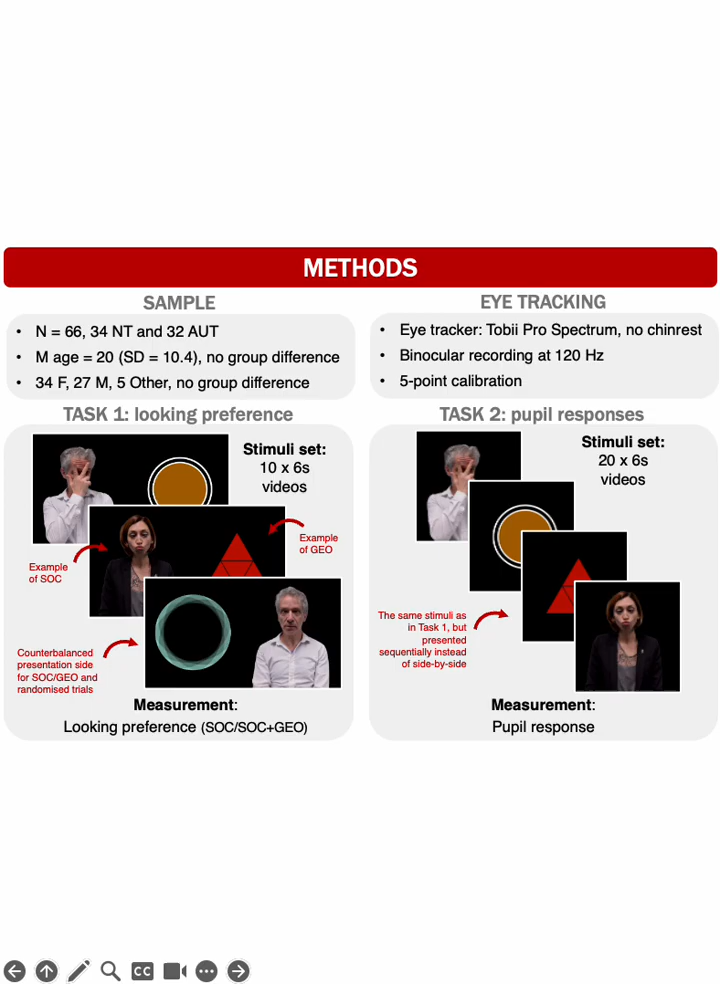 METHODS
SAMPLE
• N = 66, 34 NT and 32 AUT
• M age = 20 (SD = 10.4), no group difference
• 34 F, 27 M, 5 Other, no group difference
EYE TRACKING
• Eye tracker: Tobii Pro Spectrum, no chinrest
• Binocular recording at 120 Hz
• 5-point calibration
TASK 1: looking preference
Stimuli set:
10 x 6s
videos
Example
of GEO
Example
of SOC
Counterbalanced
presentation side
for SOC/GEO and
randomised trials
Measurement:
Looking preference (SOC/SOC+GEO)
TASK 2: pupil responses
Stimuli set:
20 x 6s
videos
The same stimuli as
in Task 1, but
presented
sequentially instead
of side-by-side
Measurement:
Pupil response
CC